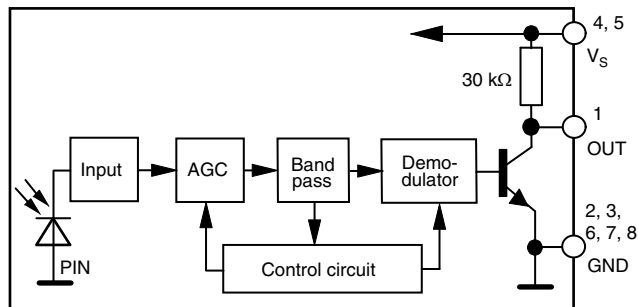 4, 5
V_S
30 kΩ
1
OUT
Input
AGC
Band
pass
Demo-
dulator
2, 3,
6, 7, 8
GND
PIN
Control circuit